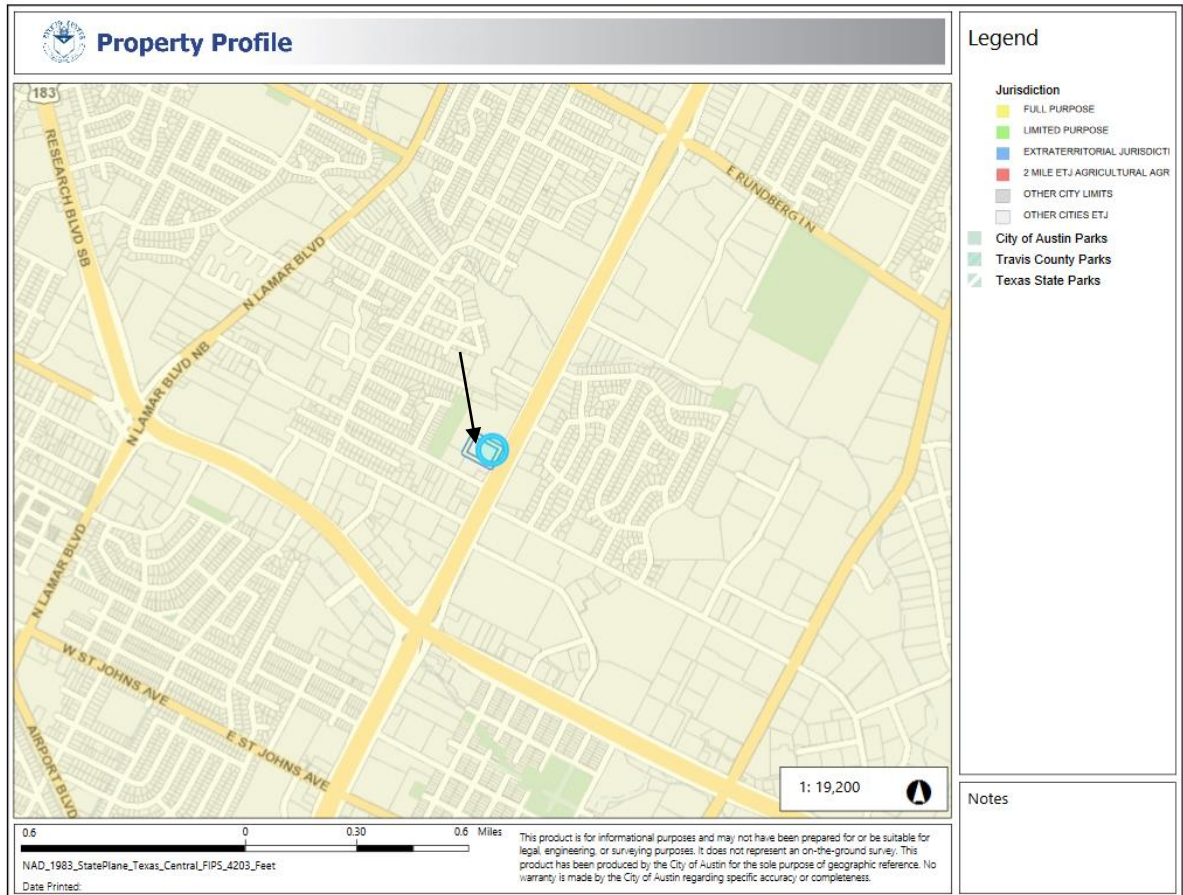 Property Profile
183
RESEARCH BLVD SB
N LAMAR BLVD
N LAMAR BLVD NB
N LAMAR BLVD
E RUNDBERG LN
W ST JOHNS AVE
E ST JOHNS AVE
AIRPORT BLVD
1: 19,200
Legend
Jurisdiction
FULL PURPOSE
LIMITED PURPOSE
EXTRATERRITORIAL JURISDICTI
2 MILE ETJ AGRICULTURAL AGR
OTHER CITY LIMITS
OTHER CITIES ETJ
City of Austin Parks
Travis County Parks
Texas State Parks
Notes
0.6 0 0.30 0.6 Miles
NAD_1983_StatePlane_Texas_Central_FIPS_4203_Feet
Date Printed:
This product is for informational purposes and may not have been prepared for or be suitable for
legal, engineering, or surveying purposes. It does not represent an on-the-ground survey. This
product has been produced by the City of Austin for the sole purpose of geographic reference. No
warranty is made by the City of Austin regarding specific accuracy or completeness.